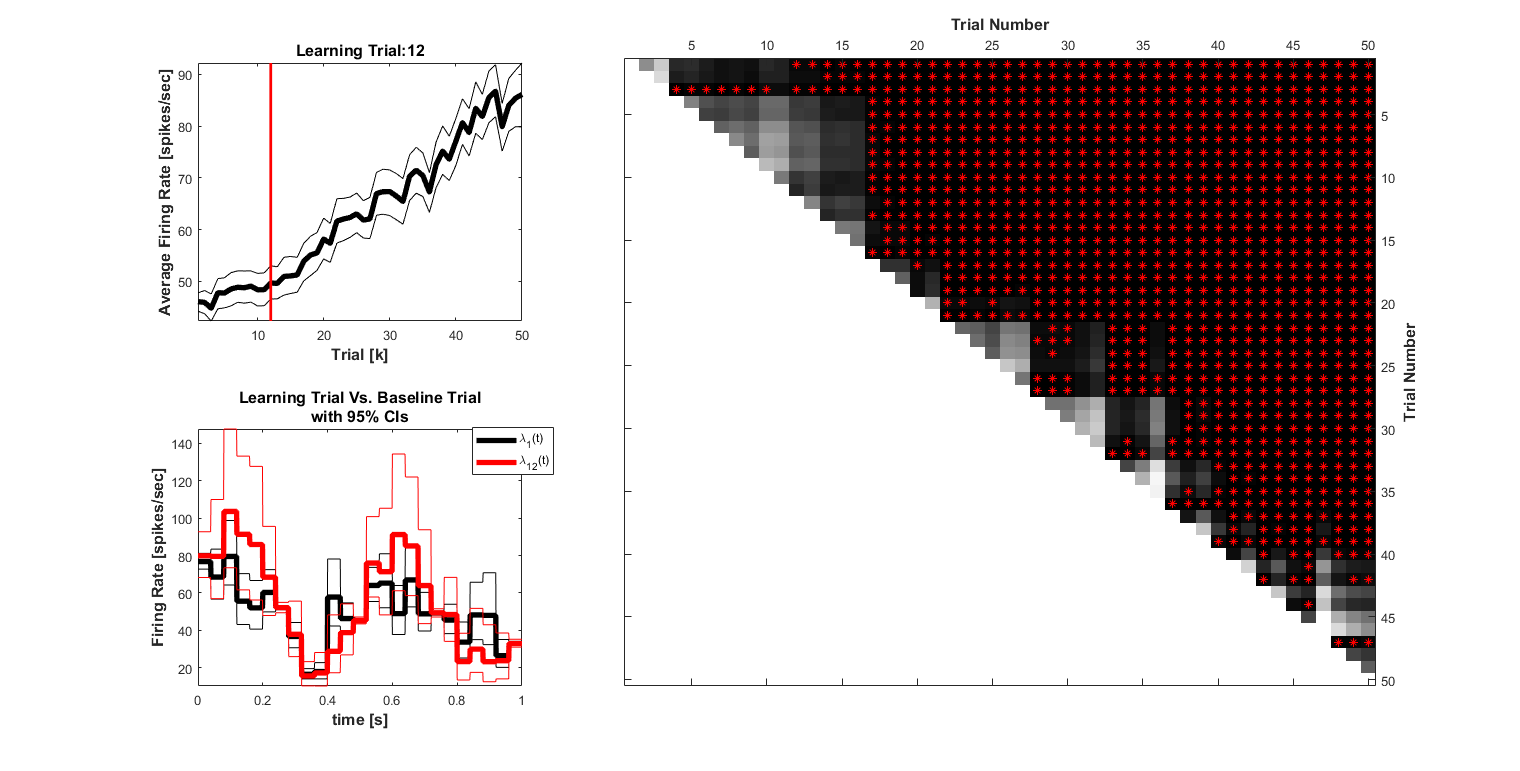 Learning Trial:12
90
80
70
60
50
10 20 30 40 50
Average Firing Rate [spikes/sec]
Trial [k]
Learning Trial Vs. Baseline Trial
with 95% CIs
λ1(t)
λ12(t)
140
120
100
80
60
40
20
0 0.2 0.4 0.6 0.8 1
Firing Rate [spikes/sec]
time [s]
Trial Number
5 10 15 20 25 30 35 40 45 50
5
10
15
20
25
30
35
40
45
50
Trial Number